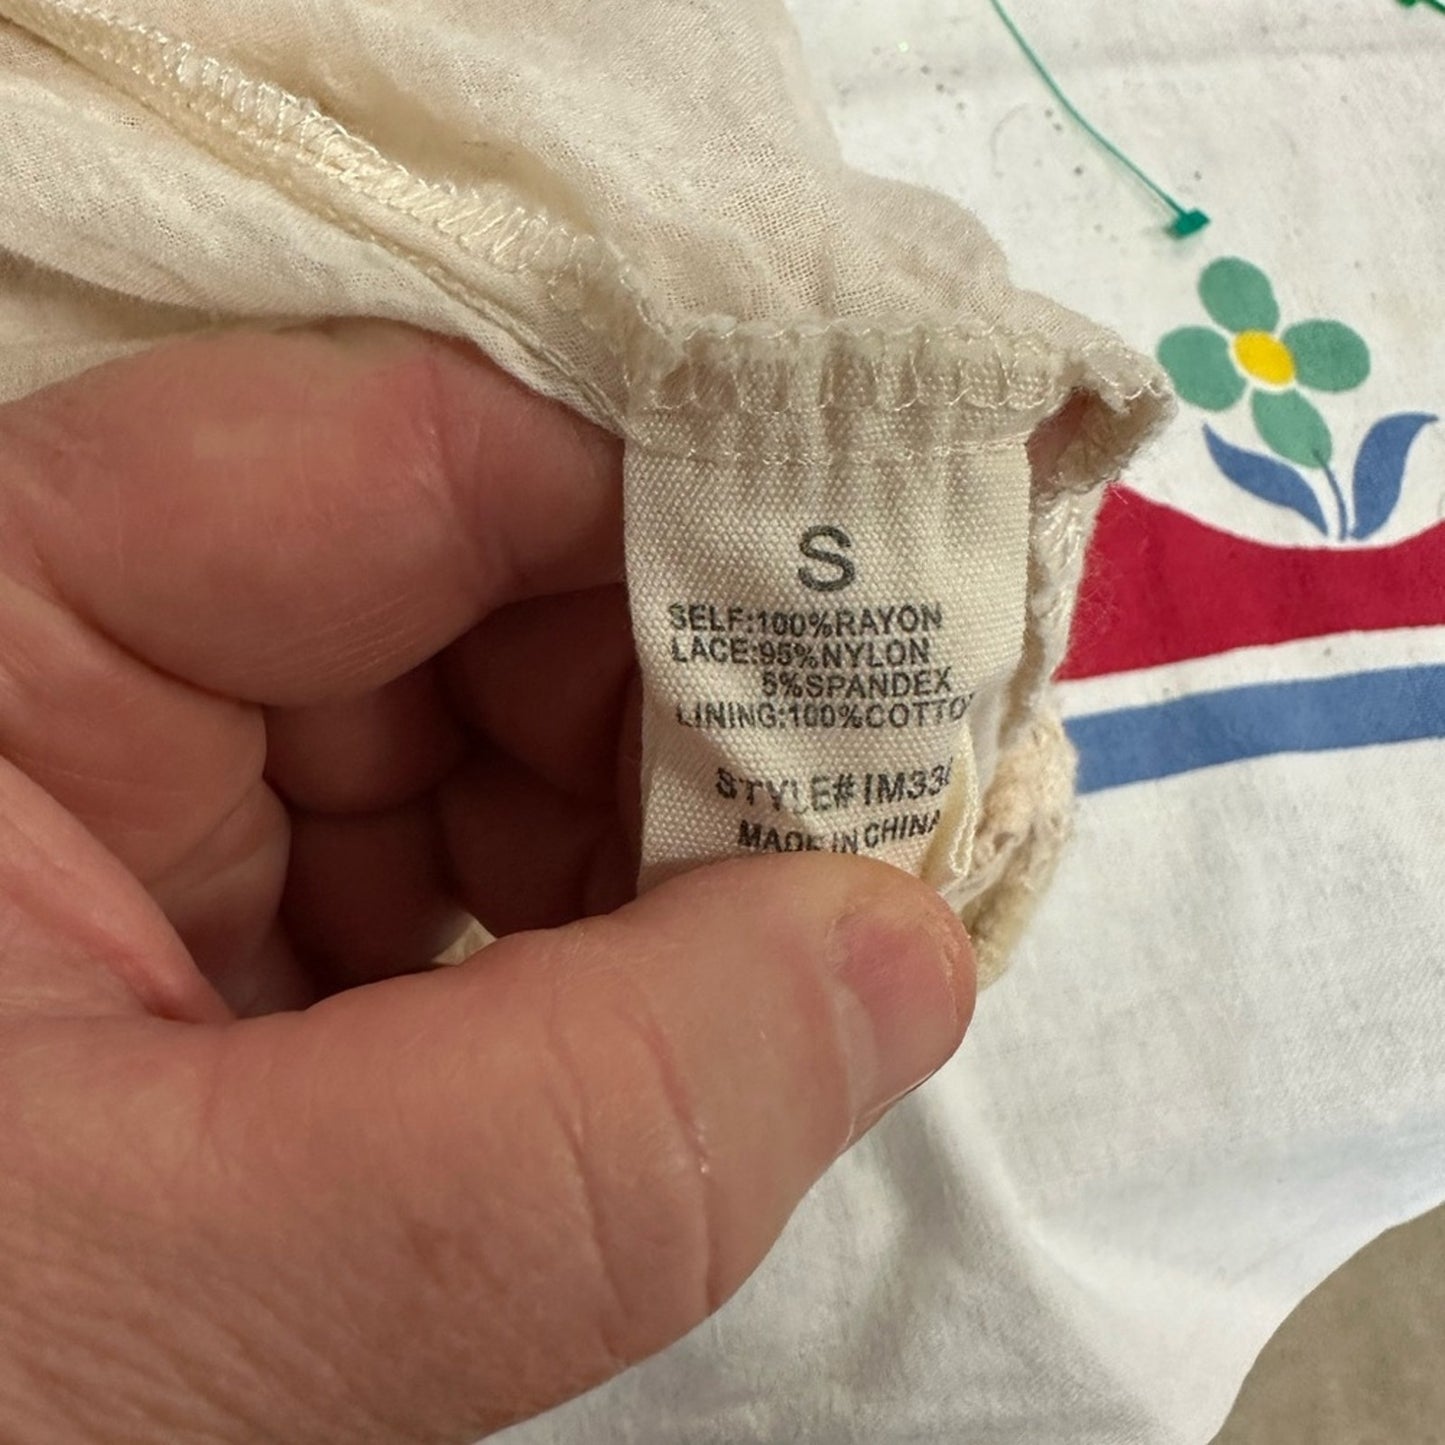 S
SELF:100%RAYON
LACE:95%NYLON
5%SPANDEX
LINING:100%COTTO
STYLE# IM33
MADE IN CHINA